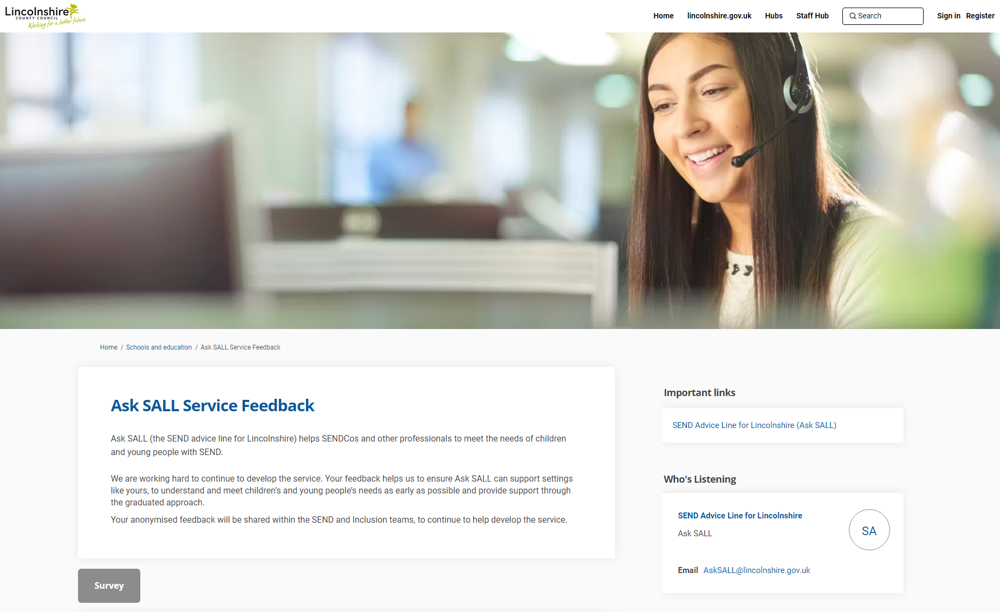 Lincolnshire
COUNTY COUNCIL
Working for a better future
Home
lincolnshire.gov.uk
Hubs
Staff Hub
Search
Sign in
Register
Home / Schools and education / Ask SALL Service Feedback
Ask SALL Service Feedback
Ask SALL (the SEND advice line for Lincolnshire) helps SENDCos and other professionals to meet the needs of children
and young people with SEND.
We are working hard to continue to develop the service. Your feedback helps us to ensure Ask SALL can support settings
like yours, to understand and meet children’s and young people’s needs as early as possible and provide support through
the graduated approach.
Your anonymised feedback will be shared within the SEND and Inclusion teams, to continue to help develop the service.
Survey
Important links
SEND Advice Line for Lincolnshire (Ask SALL)
Who's Listening
SEND Advice Line for Lincolnshire
Ask SALL
SA
Email AskSALL@lincolnshire.gov.uk